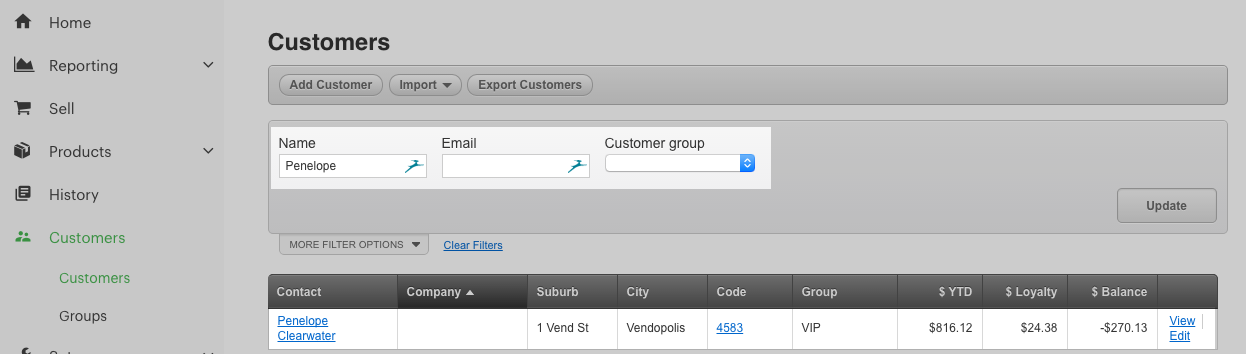 Home
Reporting
Sell
Products
History
Customers
Customers
Groups
Customers
Add Customer Import Export Customers
Name Email Customer group
Penelope
Update
MORE FILTER OPTIONS Clear Filters
Contact Company Suburb City Code Group $ YTD $ Loyalty $ Balance
Penelope Clearwater 1 Vend St Vendopolis 4583 VIP $816.12 $24.38 -$270.13 View Edit